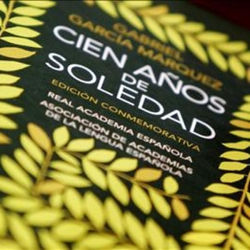 GABRIEL
GARCÍA MÁRQUEZ
CIEN AÑOS
DE
SOLEDAD
EDICIÓN CONMEMORATIVA
REAL ACADEMIA ESPAÑOLA
ASOCIACIÓN DE ACADEMIAS
DE LA LENGUA ESPAÑOLA